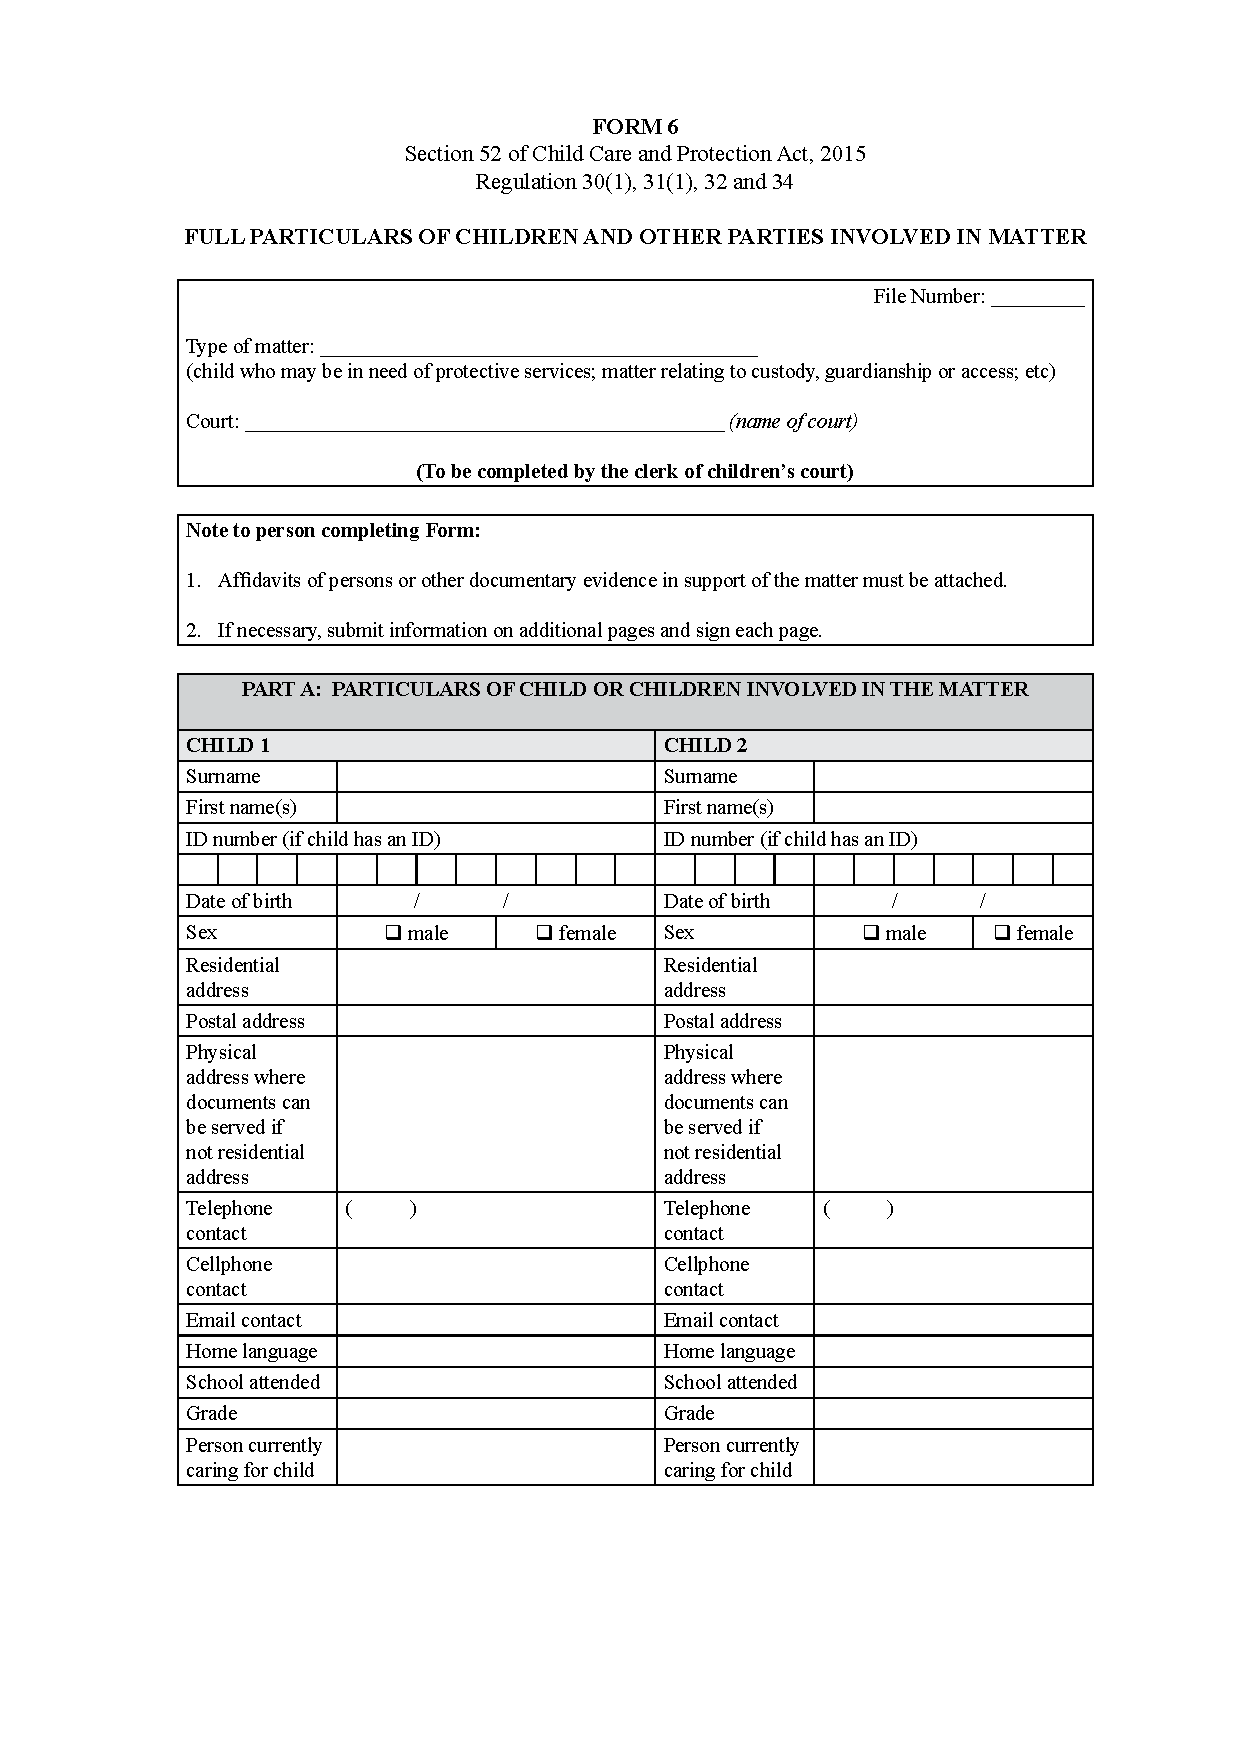 FORM 6
Section 52 of Child Care and Protection Act, 2015
Regulation 30(1), 31(1), 32 and 34
FULL PARTICULARS OF CHILDREN AND OTHER PARTIES INVOLVED IN MATTER
File Number: _________
Type of matter: __________________________________________
(child who may be in need of protective services; matter relating to custody, guardianship or access; etc)
Court: ______________________________________________ (name of court)
(To be completed by the clerk of children's court)
Note to person completing Form:
1. Affidavits of persons or other documentary evidence in support of the matter must be attached.
2. If necessary, submit information on additional pages and sign each page.
PART A: PARTICULARS OF CHILD OR CHILDREN INVOLVED IN THE MATTER
CHILD 1 CHILD 2
Surname Surname
First name(s) First name(s)
ID number (if child has an ID) ID number (if child has an ID)
Date of birth / / Date of birth / /
Sex ❑ male ❑ female Sex ❑ male ❑ female
Residential Residential
address address
Postal address Postal address
Physical Physical
address where address where
documents can documents can
be served if be served if
not residential not residential
address address
Telephone ( ) Telephone ( )
contact contact
Cellphone Cellphone
contact contact
Email contact Email contact
Home language Home language
School attended School attended
Grade Grade
Person currently Person currently
caring for child caring for child